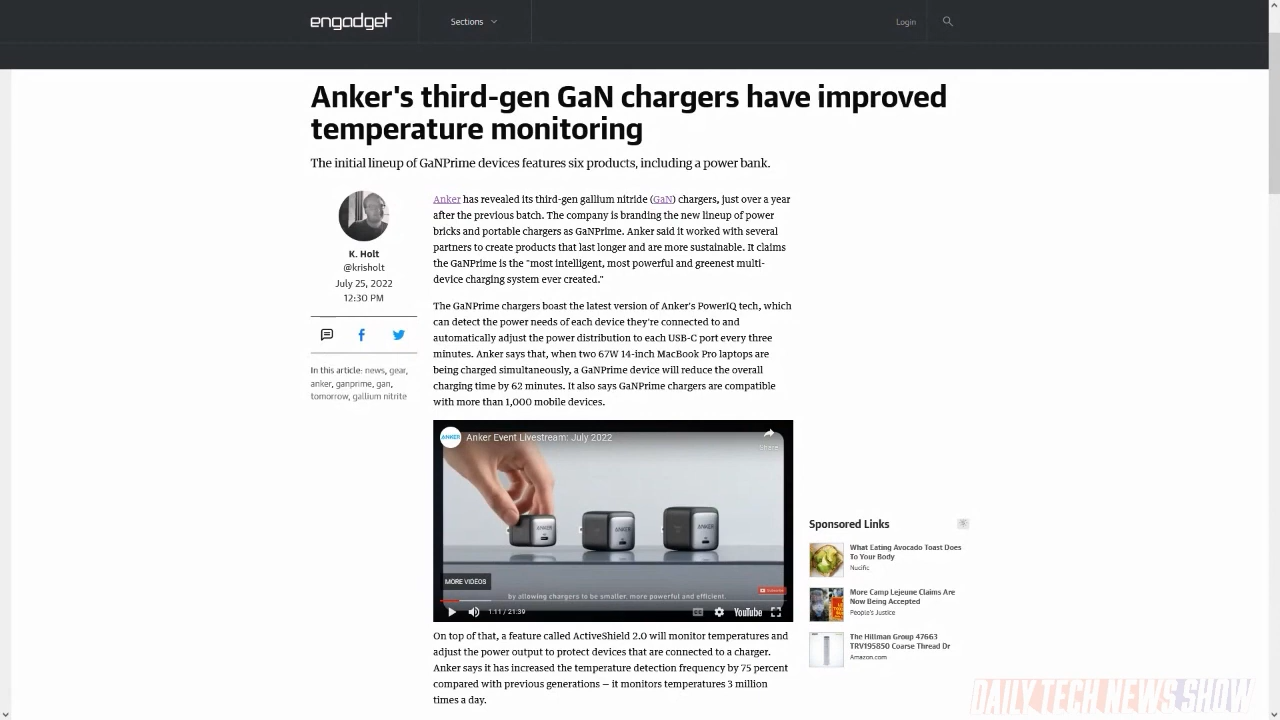 engadget
Sections
Login
Anker's third-gen GaN chargers have improved
temperature monitoring
The initial lineup of GaNPrime devices features six products, including a power bank.
K. Holt
@krisholt
July 25, 2022
12:30 PM
In this article: news, gear,
anker, ganprime, gan,
tomorrow, gallium nitrite
Anker has revealed its third-gen gallium nitride (GaN) chargers, just over a year
after the previous batch. The company is branding the new lineup of power
bricks and portable chargers as GaNPrime. Anker said it worked with several
partners to create products that last longer and are more sustainable. It claims
the GaNPrime is the "most intelligent, most powerful and greenest multi-
device charging system ever created."
The GaNPrime chargers boast the latest version of Anker's PowerIQ tech, which
can detect the power needs of each device they're connected to and
automatically adjust the power distribution to each USB-C port every three
minutes. Anker says that, when two 67W 14-inch MacBook Pro laptops are
being charged simultaneously, a GaNPrime device will reduce the overall
charging time by 62 minutes. It also says GaNPrime chargers are compatible
with more than 1,000 mobile devices.
ANKER
Anker Event Livestream: July 2022
Share
ANKER
ANKER
ANKER
MORE VIDEOS
by allowing chargers to be smaller, more powerful and efficient.
Subscribe
1:11 / 21:39
YouTube
On top of that, a feature called ActiveShield 2.0 will monitor temperatures and
adjust the power output to protect devices that are connected to a charger.
Anker says it has increased the temperature detection frequency by 75 percent
compared with previous generations — it monitors temperatures 3 million
times a day.
Sponsored Links
What Eating Avocado Toast Does
To Your Body
Nucific
More Camp Lejeune Claims Are
Now Being Accepted
People's Justice
The Hillman Group 47663
TRV195850 Coarse Thread Dr
Amazon.com
DAILY TECH NEWS SHOW